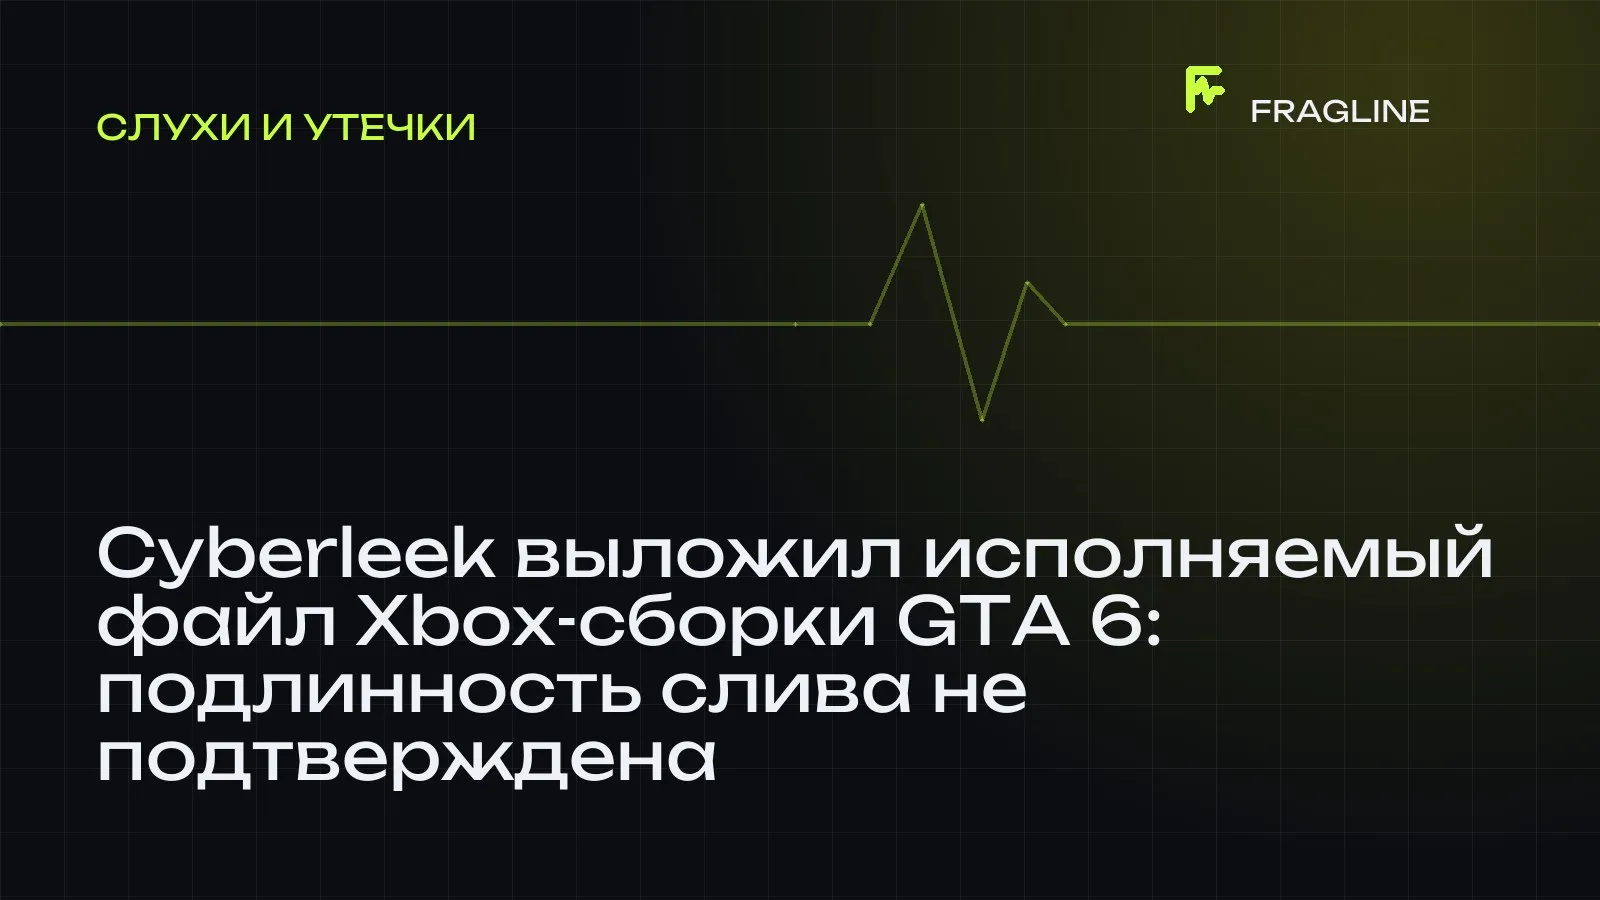 СЛУХИ И УТЕЧКИ
FRAGLINE
Cyberleek выложил исполняемый
файл Xbox-сборки GTA 6:
подлинность слива не
подтверждена